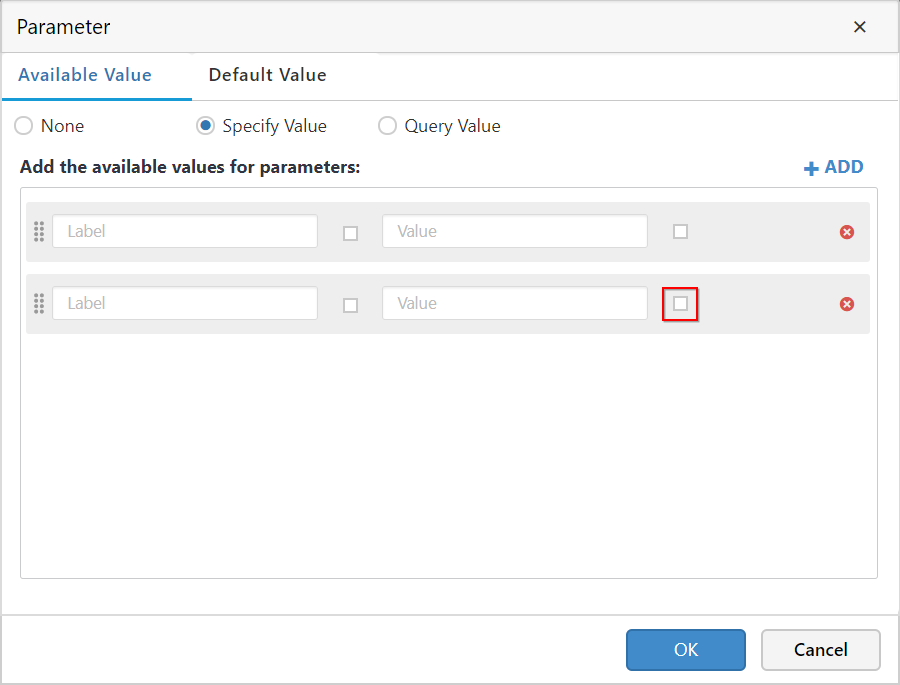 Parameter
Available Value Default Value
None Specify Value Query Value
Add the available values for parameters: ADD
Label Value
Label Value
OK Cancel